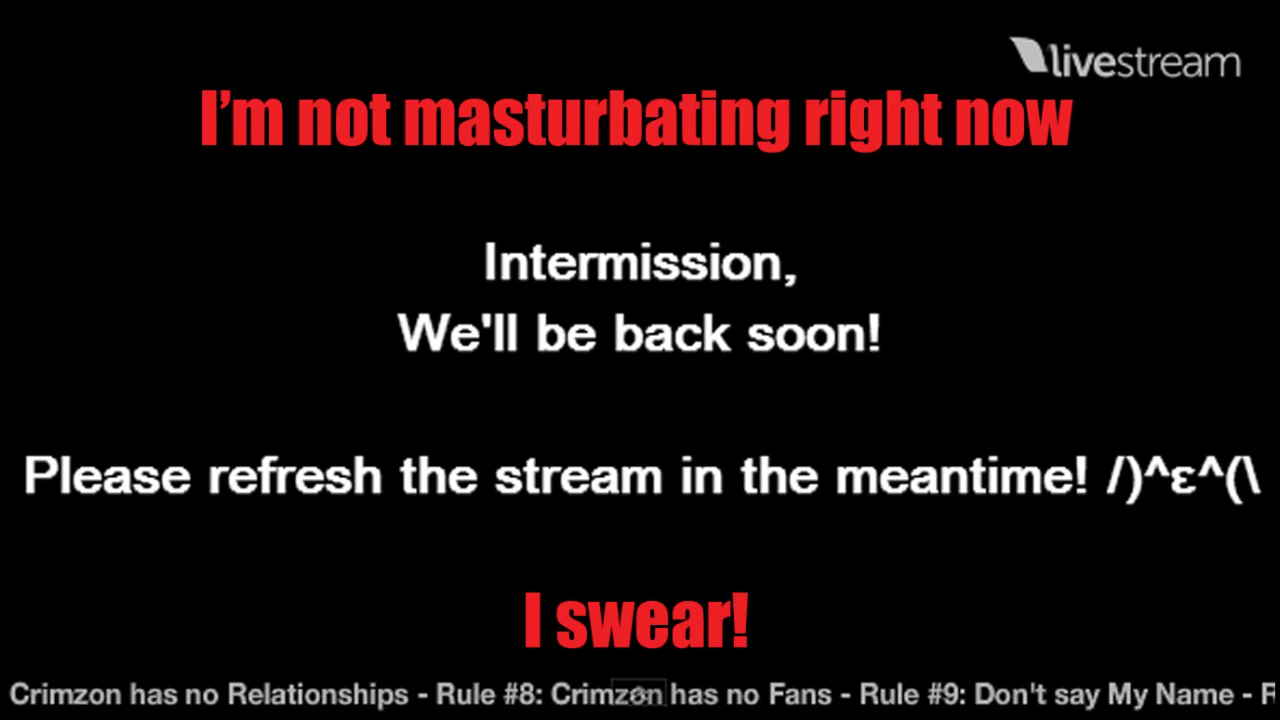 livestream
I’m not masturbating right now
Intermission,
We'll be back soon!
Please refresh the stream in the meantime! /)^ε^(\
I swear!
Crimzon has no Relationships - Rule #8: Crimzon has no Fans - Rule #9: Don't say My Name - R